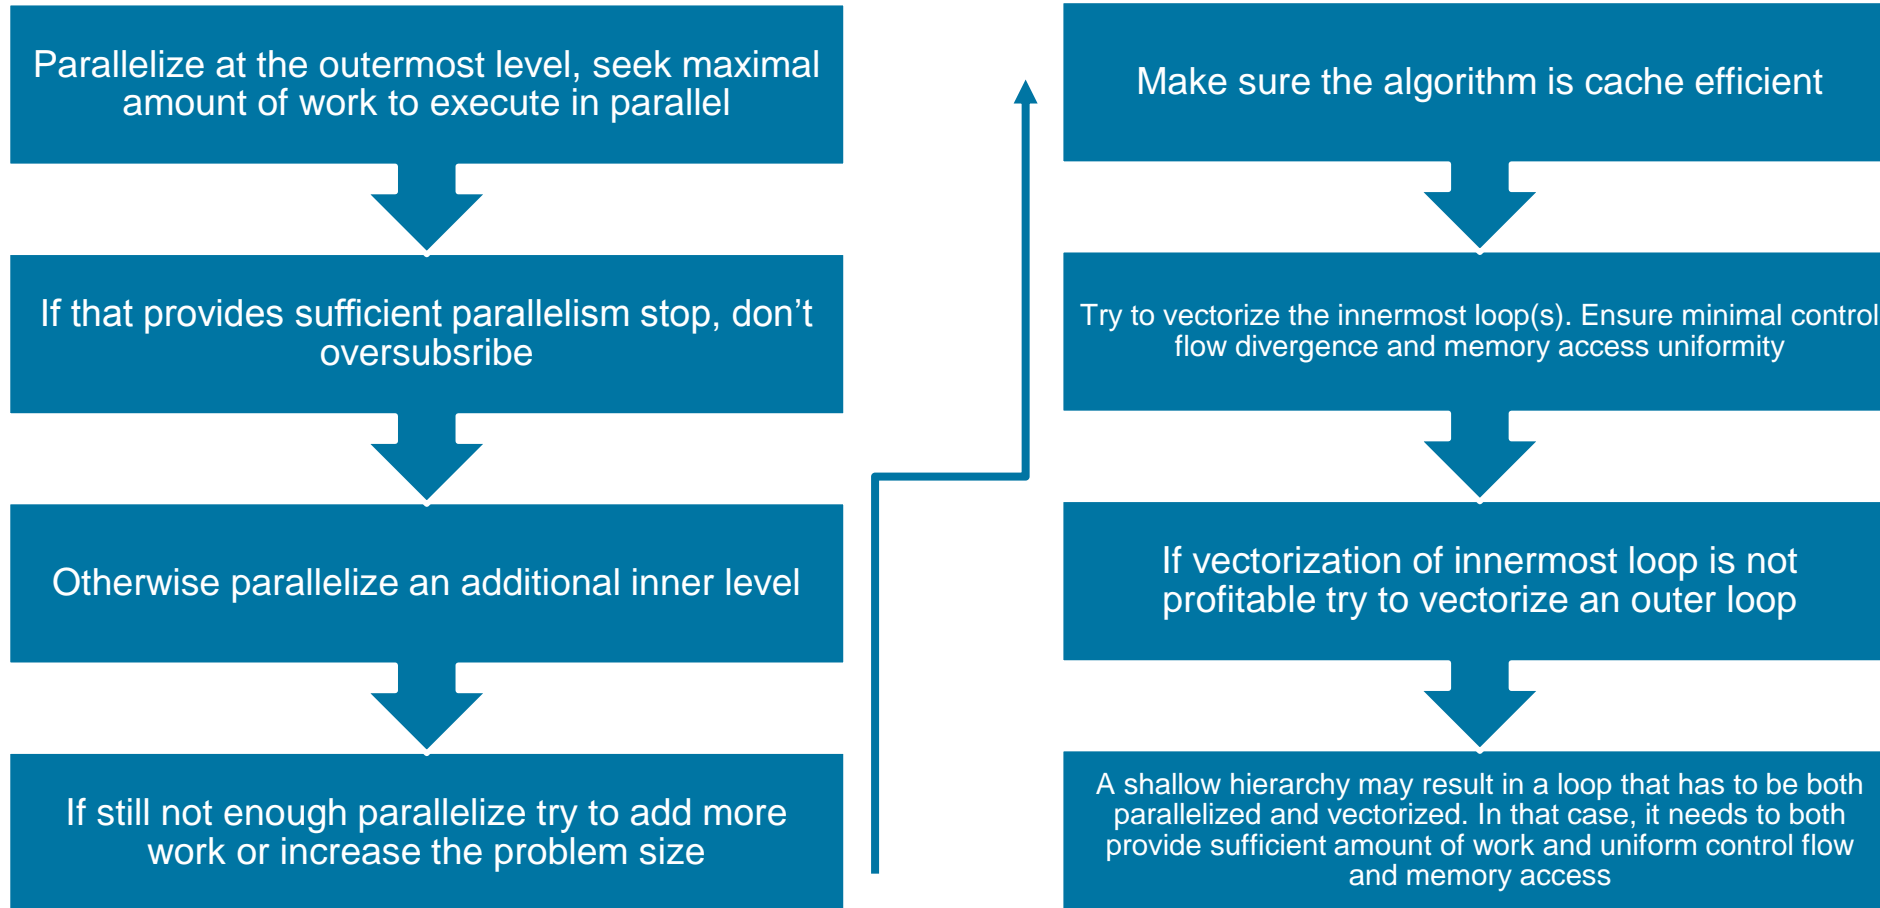 Parallelize at the outermost level, seek maximal
amount of work to execute in parallel
If that provides sufficient parallelism stop, don’t
oversubsribe
Otherwise parallelize an additional inner level
If still not enough parallelize try to add more
work or increase the problem size
Make sure the algorithm is cache efficient
Try to vectorize the innermost loop(s). Ensure minimal control
flow divergence and memory access uniformity
If vectorization of innermost loop is not
profitable try to vectorize an outer loop
A shallow hierarchy may result in a loop that has to be both
parallelized and vectorized. In that case, it needs to both
provide sufficient amount of work and uniform control flow
and memory access